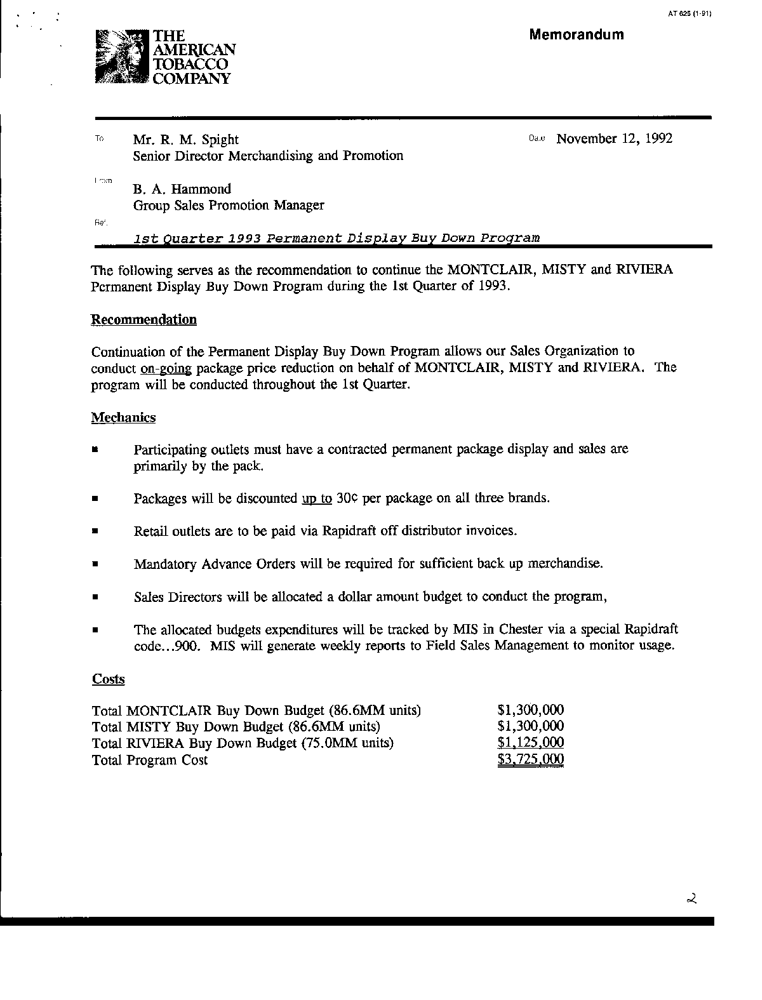 AT 625 (1-91)
THE
AMERICAN
TOBACCO
COMPANY
Memorandum
To Mr. R. M. Spight
Senior Director Merchandising and Promotion
Date November 12, 1992
From
B. A. Hammond
Group Sales Promotion Manager
Ref.
1st Quarter 1993 Permanent Display Buy Down Program
The following serves as the recommendation to continue the MONTCLAIR, MISTY and RIVIERA
Permanent Display Buy Down Program during the 1st Quarter of 1993.
Recommendation
Continuation of the Permanent Display Buy Down Program allows our Sales Organization to
conduct on-going package price reduction on behalf of MONTCLAIR, MISTY and RIVIERA. The
program will be conducted throughout the 1st Quarter.
Mechanics
■ Participating outlets must have a contracted permanent package display and sales are
primarily by the pack.
■ Packages will be discounted up to 30¢ per package on all three brands.
■ Retail outlets are to be paid via Rapidraft off distributor invoices.
■ Mandatory Advance Orders will be required for sufficient back up merchandise.
■ Sales Directors will be allocated a dollar amount budget to conduct the program,
■ The allocated budgets expenditures will be tracked by MIS in Chester via a special Rapidraft
code...900. MIS will generate weekly reports to Field Sales Management to monitor usage.
Costs
Total MONTCLAIR Buy Down Budget (86.6MM units) $1,300,000
Total MISTY Buy Down Budget (86.6MM units) $1,300,000
Total RIVIERA Buy Down Budget (75.0MM units) $1,125,000
Total Program Cost $3,725,000
2